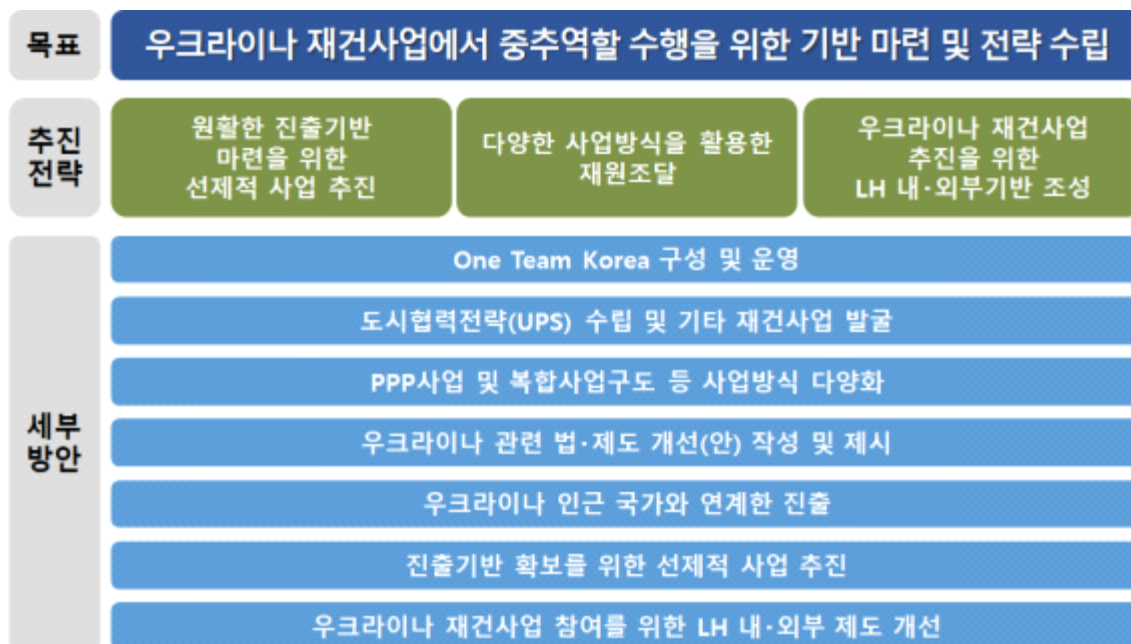 목표
우크라이나 재건사업에서 중추역할 수행을 위한 기반 마련 및 전략 수립
추진
전략
원활한 진출기반
마련을 위한
선제적 사업 추진
다양한 사업방식을 활용한
재원조달
우크라이나 재건사업
추진을 위한
LH 내·외부기반 조성
세부
방안
One Team Korea 구성 및 운영
도시협력전략(UPS) 수립 및 기타 재건사업 발굴
PPP사업 및 복합사업구도 등 사업방식 다양화
우크라이나 관련 법·제도 개선(안) 작성 및 제시
우크라이나 인근 국가와 연계한 진출
진출기반 확보를 위한 선제적 사업 추진
우크라이나 재건사업 참여를 위한 LH 내·외부 제도 개선